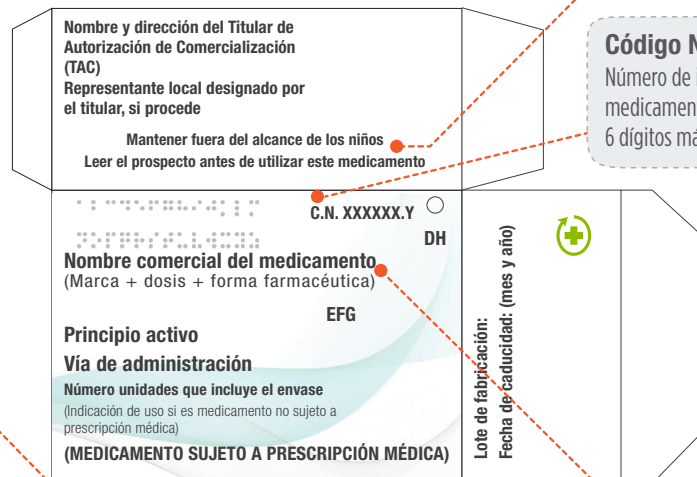 Nombre y dirección del Titular de
Autorización de Comercialización
(TAC)
Representante local designado por
el titular, si procede
Mantener fuera del alcance de los niños
Leer el prospecto antes de utilizar este medicamento
Código
Número de
6 dígitos
C.N. XXXXXX.Y
DH
Nombre comercial del medicamento
(Marca + dosis + forma farmacéutica)
EFG
Principio activo
Vía de administración
Número unidades que incluye el envase
(Indicación de uso si es medicamento no sujeto a
prescripción médica)
(MEDICAMENTO SUJETO A PRESCRIPCIÓN MÉDICA)
Lote de fabricación:
Fecha de caducidad: (mes y año)